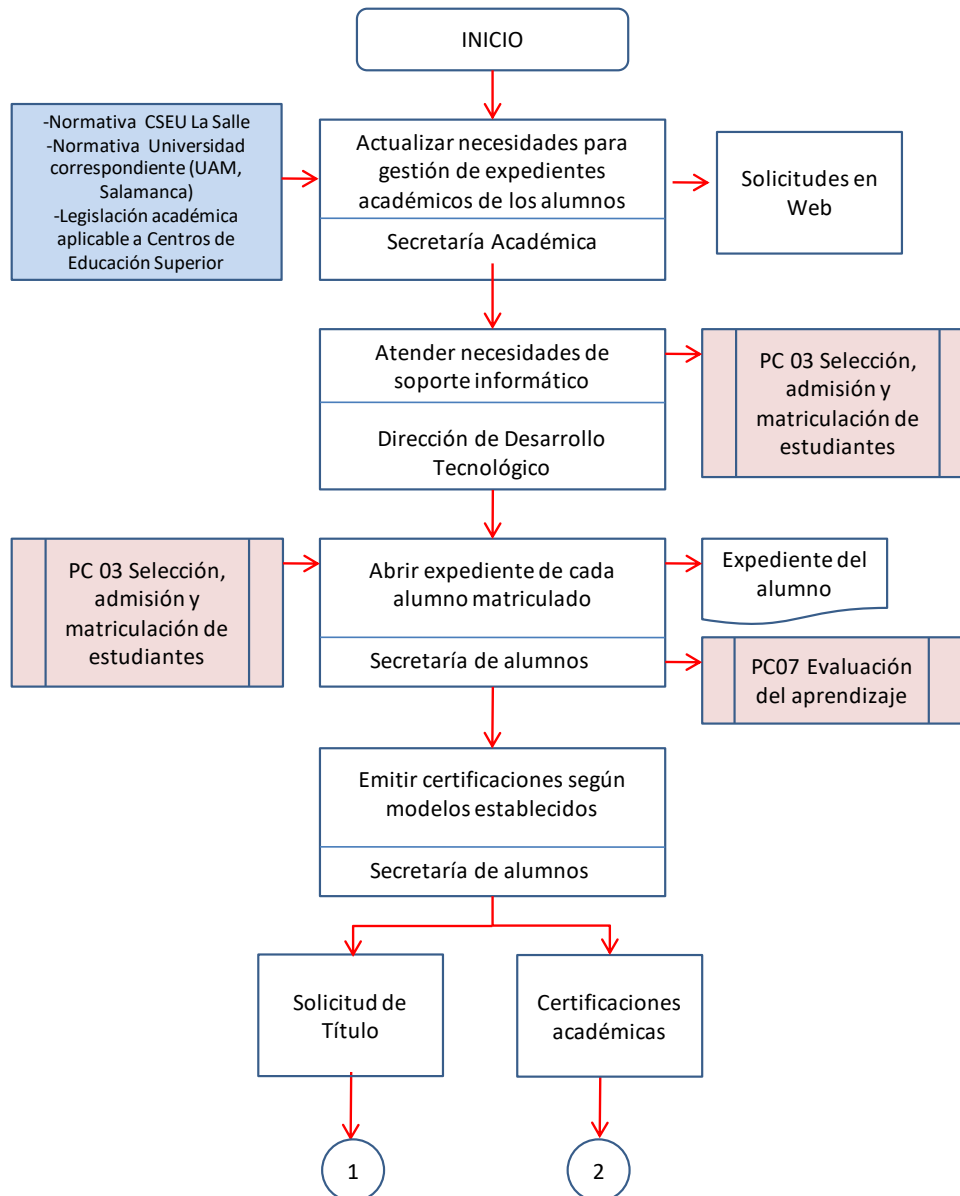 INICIO
-Normativa CSEU La Salle
-Normativa Universidad
correspondiente (UAM,
Salamanca)
-Legislación académica
aplicable a Centros de
Educación Superior
Actualizar necesidades para
gestión de expedientes
académicos de los alumnos
Secretaría Académica
Solicitudes en
Web
Atender necesidades de
soporte informático
Dirección de Desarrollo
Tecnológico
PC 03 Selección,
admisión y
matriculación de
estudiantes
PC 03 Selección,
admisión y
matriculación de
estudiantes
Abrir expediente de cada
alumno matriculado
Secretaría de alumnos
Expediente del
alumno
PC07 Evaluación
del aprendizaje
Emitir certificaciones según
modelos establecidos
Secretaría de alumnos
Solicitud de
Título
Certificaciones
académicas
1
2